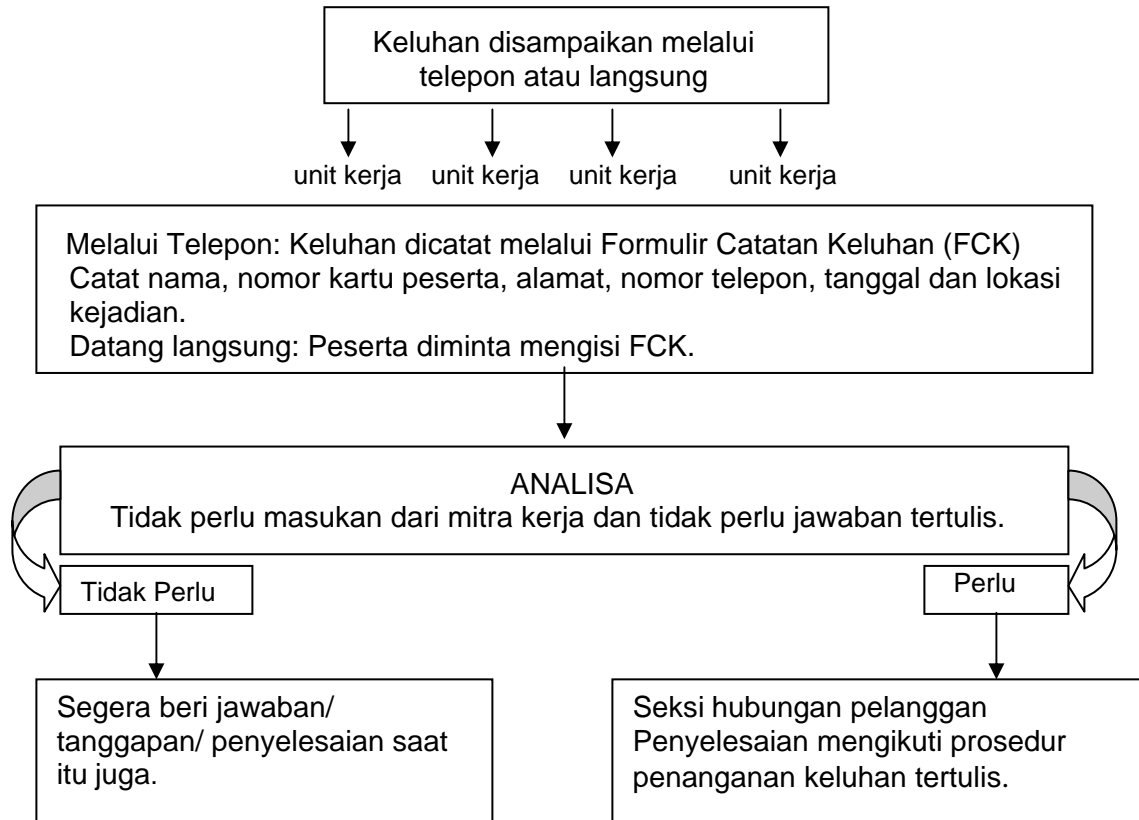 Keluhan disampaikan melalui
telepon atau langsung
unit kerja unit kerja unit kerja unit kerja
Melalui Telepon: Keluhan dicatat melalui Formulir Catatan Keluhan (FCK)
Catat nama, nomor kartu peserta, alamat, nomor telepon, tanggal dan lokasi
kejadian.
Datang langsung: Peserta diminta mengisi FCK.
ANALISA
Tidak perlu masukan dari mitra kerja dan tidak perlu jawaban tertulis.
Tidak Perlu
Perlu
Segera beri jawaban/
tanggapan/ penyelesaian saat
itu juga.
Seksi hubungan pelanggan
Penyelesaian mengikuti prosedur
penanganan keluhan tertulis.